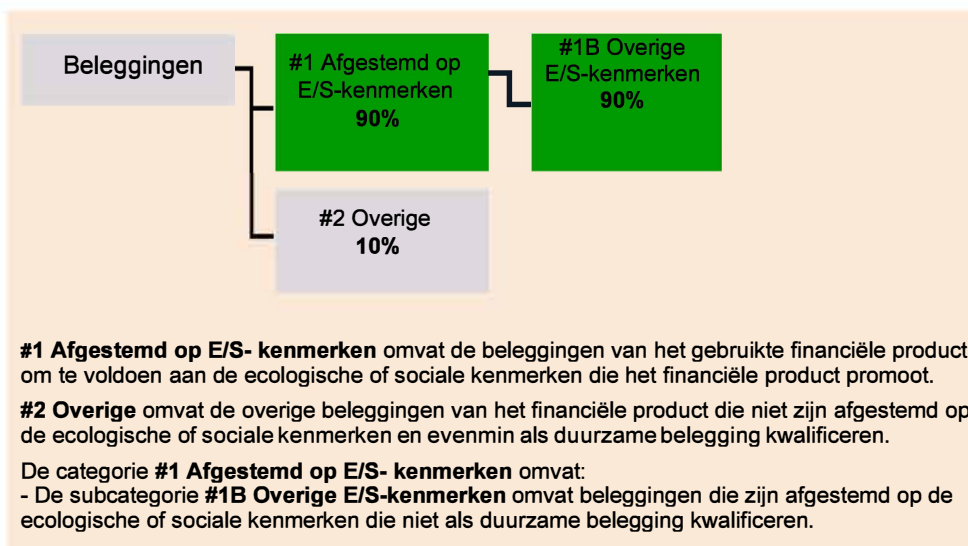 Beleggingen
#1 Afgestemd op
E/S-kenmerken
90%
#1B Overige
E/S-kenmerken
90%
#2 Overige
10%
#1 Afgestemd op E/S- kenmerken omvat de beleggingen van het gebruikte financiële product
om te voldoen aan de ecologische of sociale kenmerken die het financiële product promoot.
#2 Overige omvat de overige beleggingen van het financiële product die niet zijn afgestemd op
de ecologische of sociale kenmerken en evenmin als duurzame belegging kwalificeren.
De categorie #1 Afgestemd op E/S- kenmerken omvat:
- De subcategorie #1B Overige E/S-kenmerken omvat beleggingen die zijn afgestemd op de
ecologische of sociale kenmerken die niet als duurzame belegging kwalificeren.